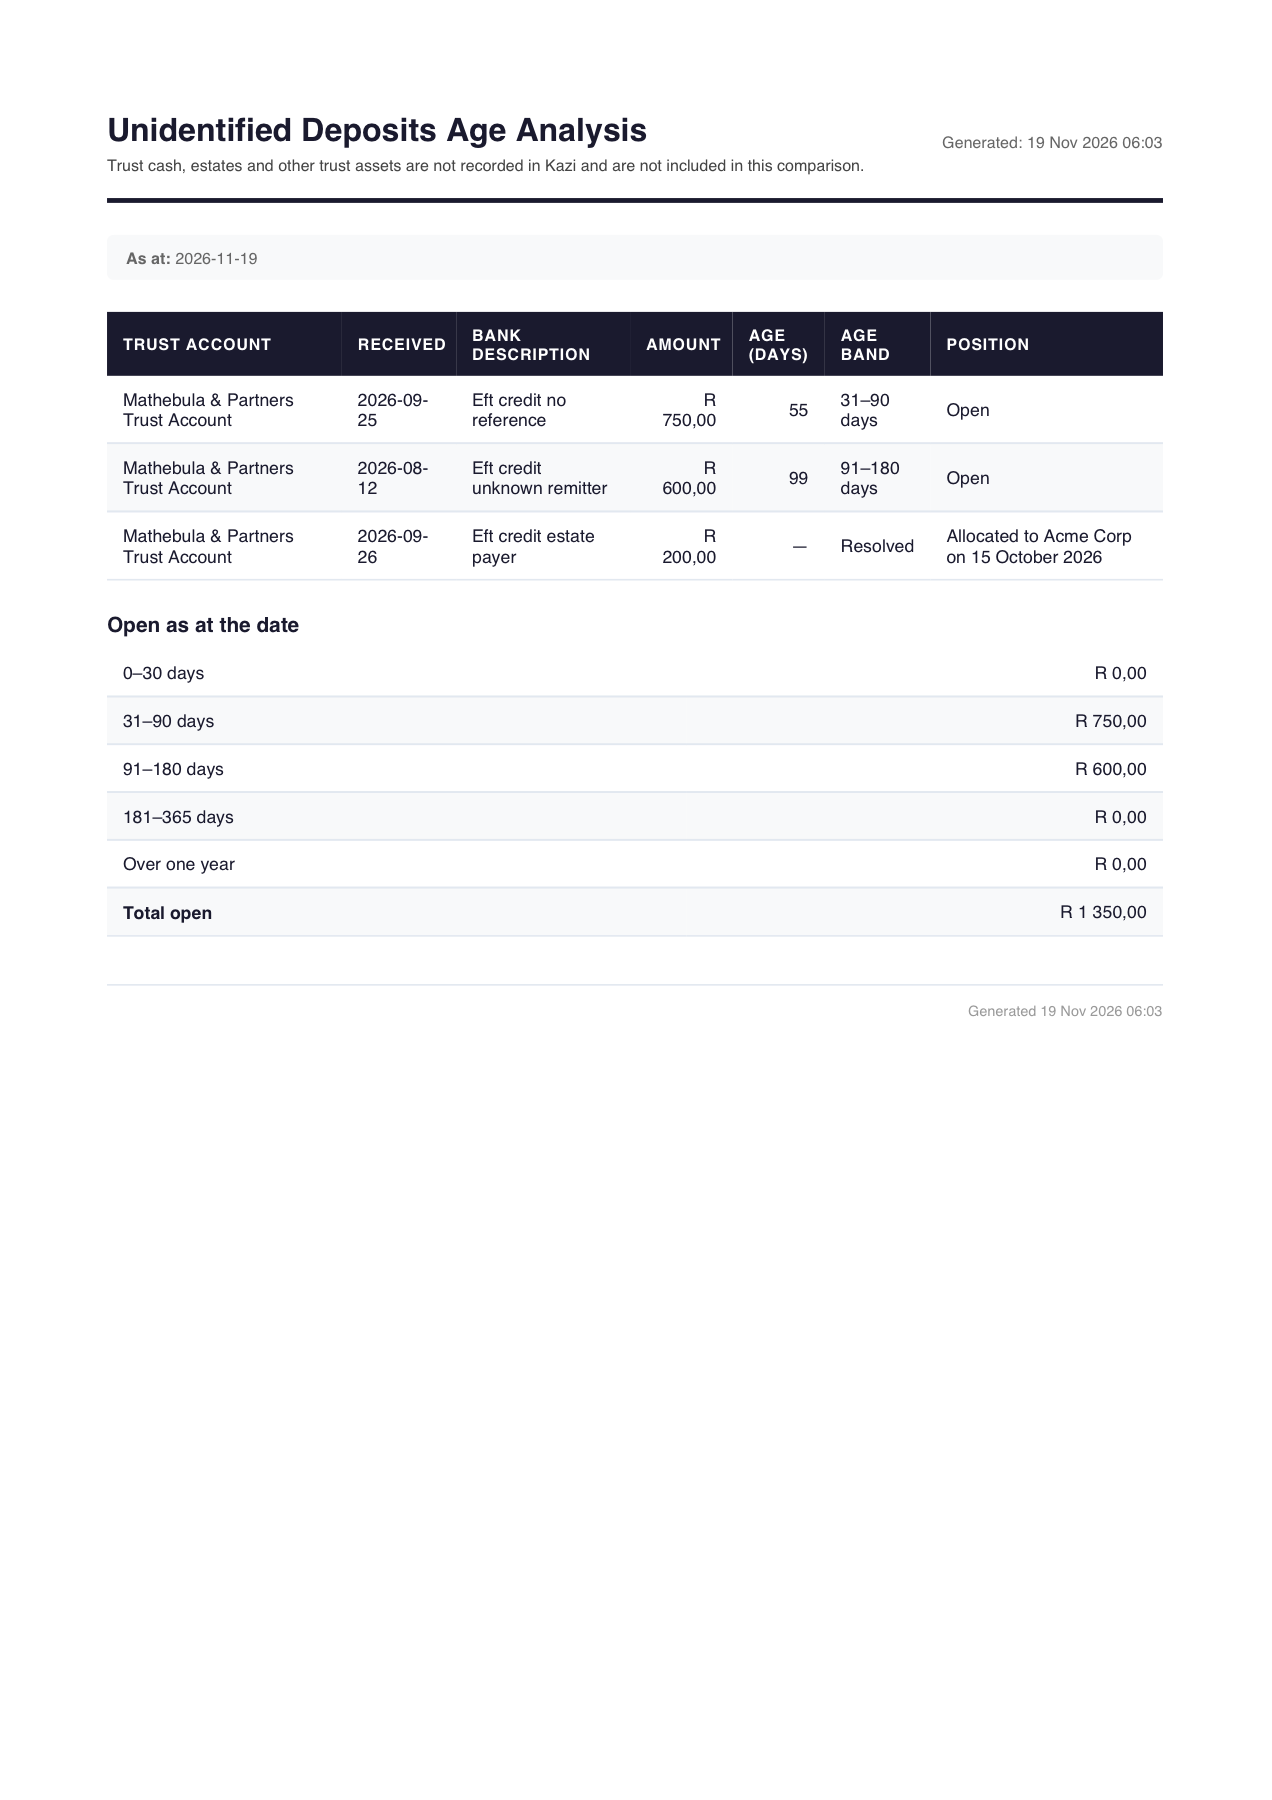 Unidentified Deposits Age Analysis
Generated: 19 Nov 2026 06:03
Trust cash, estates and other trust assets are not recorded in Kazi and are not included in this comparison.
As at: 2026-11-19
TRUST ACCOUNT RECEIVED BANK DESCRIPTION AMOUNT AGE (DAYS) AGE BAND POSITION
Mathebula & Partners Trust Account 2026-09-25 Eft credit no reference R 750,00 55 31–90 days Open
Mathebula & Partners Trust Account 2026-08-12 Eft credit unknown remitter R 600,00 99 91–180 days Open
Mathebula & Partners Trust Account 2026-09-26 Eft credit estate payer R 200,00 — Resolved Allocated to Acme Corp on 15 October 2026
Open as at the date
0–30 days R 0,00
31–90 days R 750,00
91–180 days R 600,00
181–365 days R 0,00
Over one year R 0,00
Total open R 1 350,00
Generated 19 Nov 2026 06:03